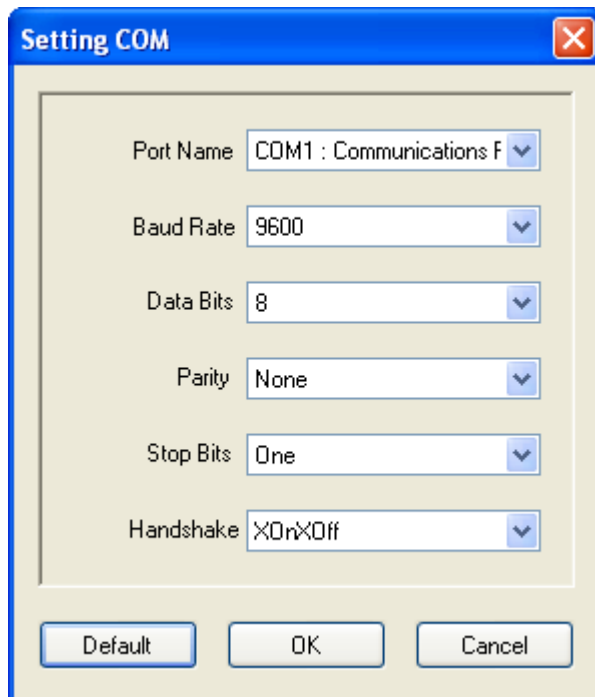 Setting COM
Port Name COM1 : Communications F
Baud Rate 9600
Data Bits 8
Parity None
Stop Bits One
Handshake XOnXOff
Default OK Cancel